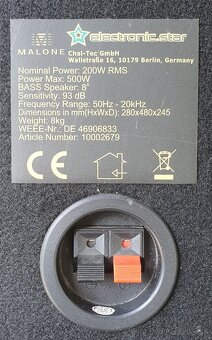 MALONE
electronic.star
Chal-Tec GmbH
Wallstraße 16, 10179 Berlin, Germany
Nominal Power: 200W RMS
Power Max: 500W
BASS Speaker: 8"
Sensitivity: 93 dB
Frequency Range: 50Hz - 20kHz
Dimensions in mm(HxWxD): 280x480x245
Weight: 8kg
WEEE-Nr.: DE 46906833
Article Number: 10002679
CE